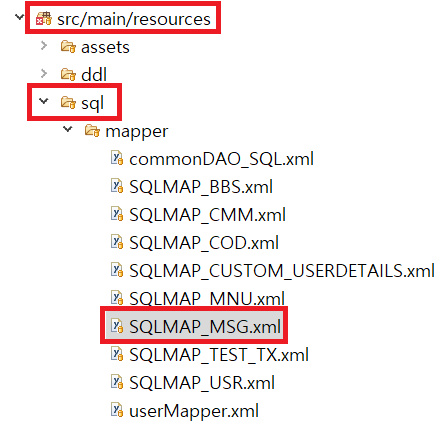 src/main/resources
assets
ddl
sql
mapper
commonDAO_SQL.xml
SQLMAP_BBS.xml
SQLMAP_CMM.xml
SQLMAP_COD.xml
SQLMAP_CUSTOM_USERDETAILS.xml
SQLMAP_MNU.xml
SQLMAP_MSG.xml
SQLMAP_TEST_TX.xml
SQLMAP_USR.xml
userMapper.xml